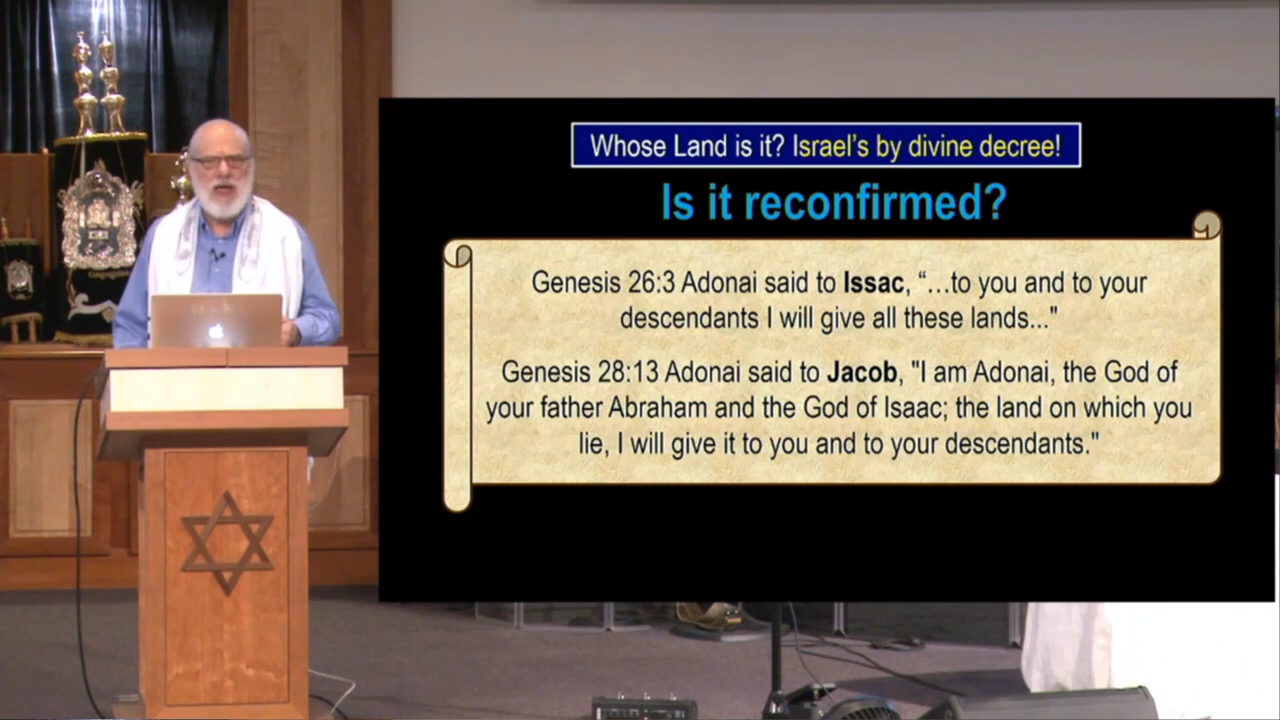 Whose Land is it? Israel's by divine decree!
Is it reconfirmed?
Genesis 26:3 Adonai said to Issac, “…to you and to your
descendants I will give all these lands..."
Genesis 28:13 Adonai said to Jacob, "I am Adonai, the God of
your father Abraham and the God of Isaac; the land on which you
lie, I will give it to you and to your descendants."